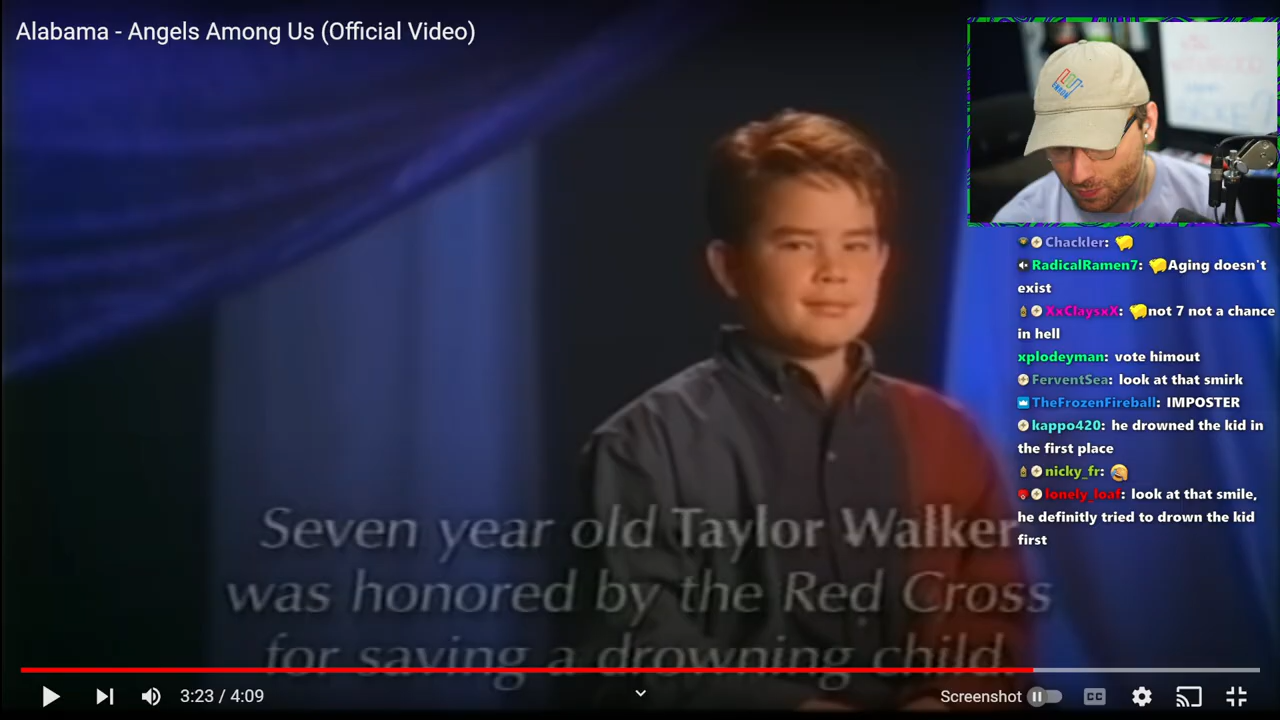 Alabama - Angels Among Us (Official Video)
Chackler:
RadicalRamen7: Aging doesn't
exist
XxClaysxX: not 7 not a chance
in hell
xplodeyman: vote himout
FerventSea: look at that smirk
TheFrozenFireball: IMPOSTER
kappo420: he drowned the kid in
the first place
nicky_fr:
lonely_loaf: look at that smile,
he definitly tried to drown the kid
first
Seven year old Taylor Walker
was honored by the Red Cross
for saving a drowning child
3:23 / 4:09
Screenshot
CC